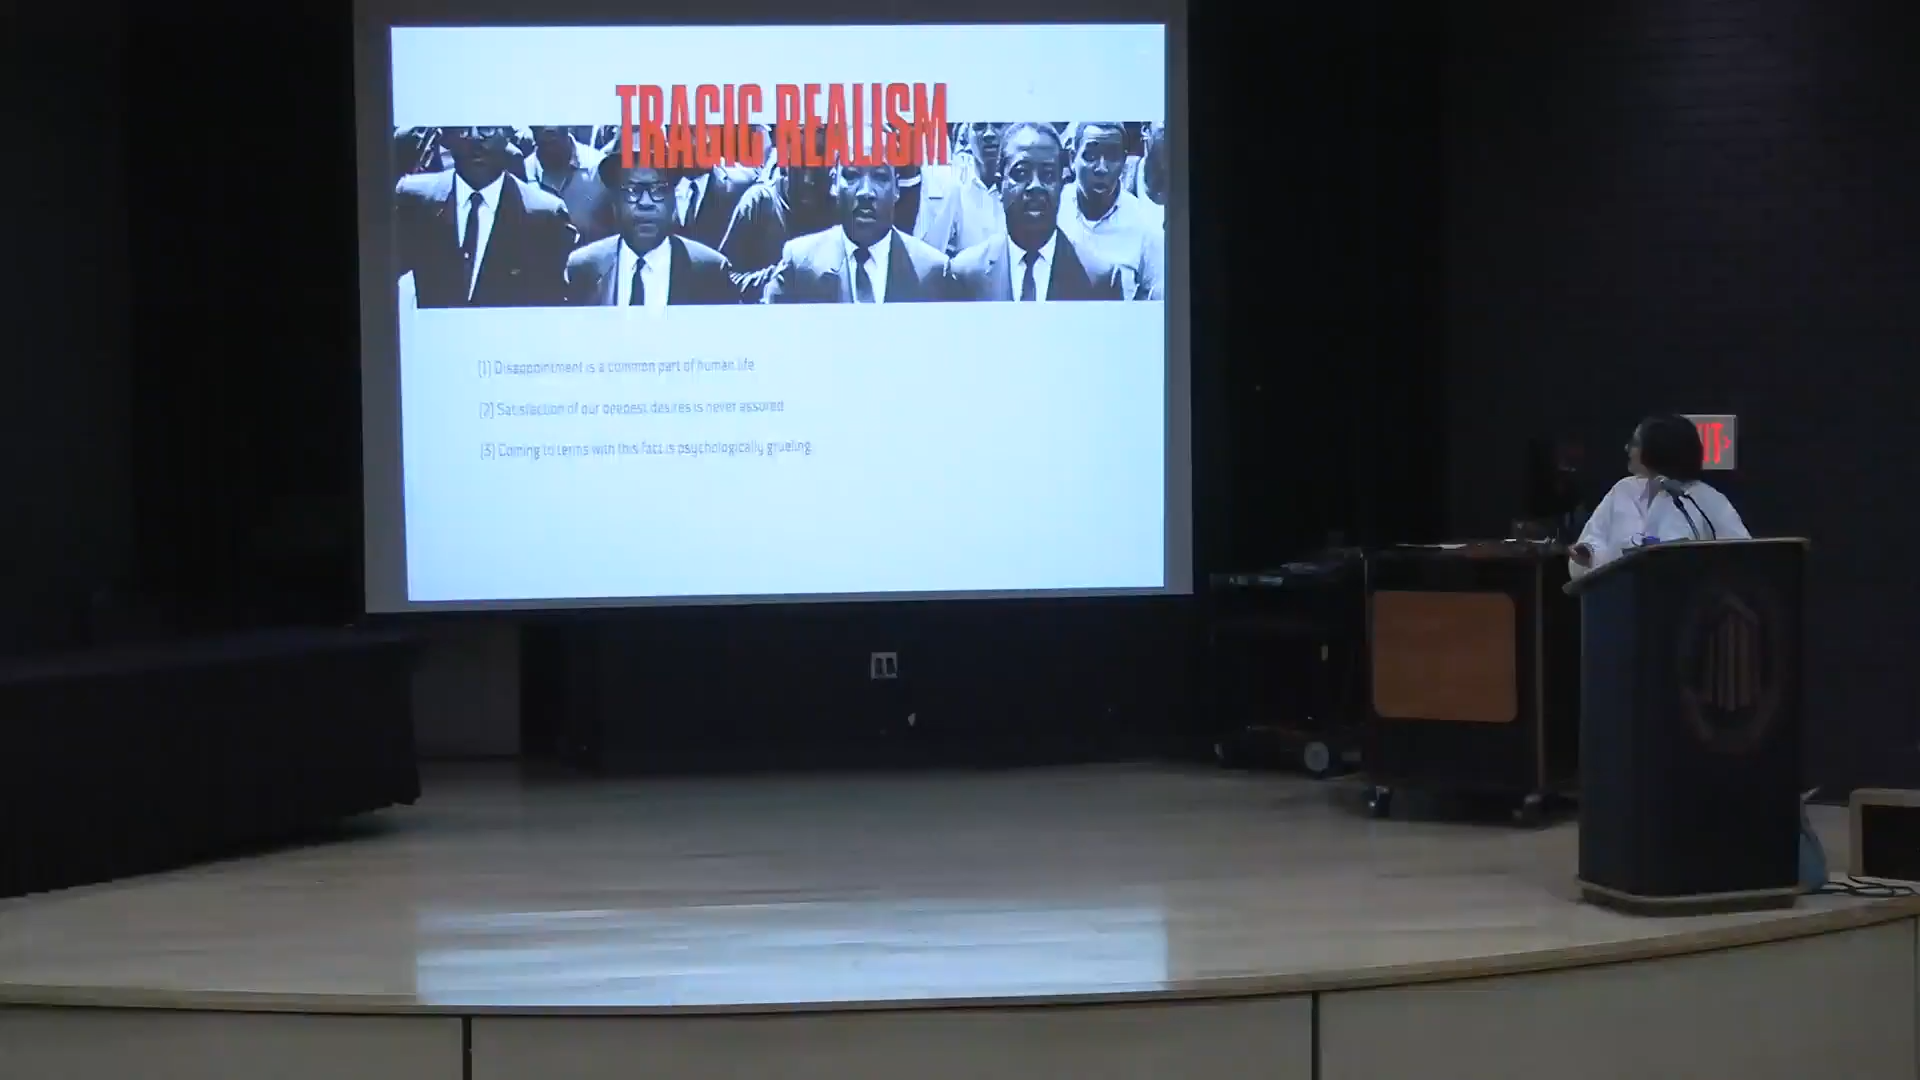 TRAGIC REALISM
(1) Disappointment is a common part of human life
(2) Satisfaction of our deepest desires is never assured
(3) Coming to terms with this fact is psychologically grueling
IT